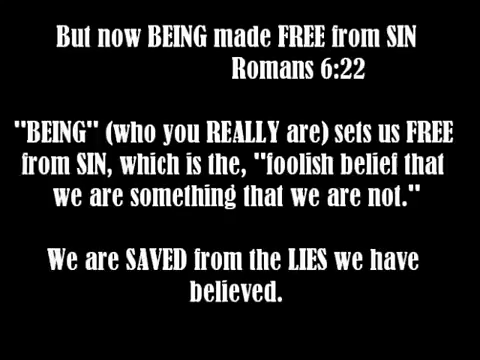 But now BEING made FREE from SIN
Romans 6:22
"BEING" (who you REALLY are) sets us FREE
from SIN, which is the, "foolish belief that
we are something that we are not."
We are SAVED from the LIES we have
believed.